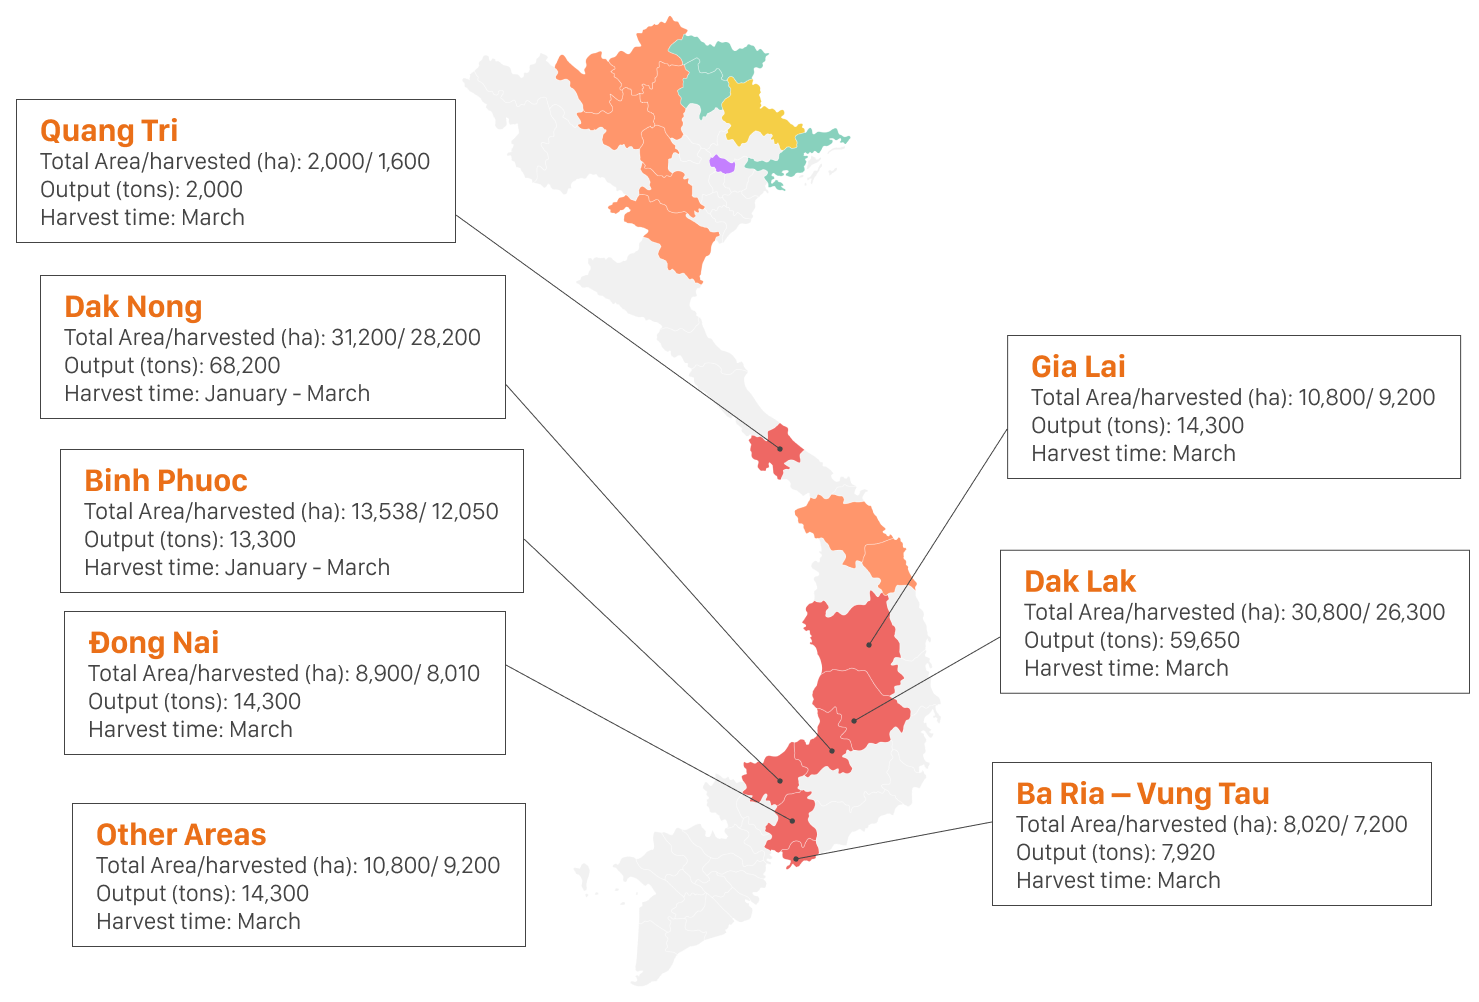 Quang Tri
Total Area/harvested (ha): 2,000/ 1,600
Output (tons): 2,000
Harvest time: March
Dak Nong
Total Area/harvested (ha): 31,200/ 28,200
Output (tons): 68,200
Harvest time: January - March
Binh Phuoc
Total Area/harvested (ha): 13,538/ 12,050
Output (tons): 13,300
Harvest time: January - March
Đong Nai
Total Area/harvested (ha): 8,900/ 8,010
Output (tons): 14,300
Harvest time: March
Other Areas
Total Area/harvested (ha): 10,800/ 9,200
Output (tons): 14,300
Harvest time: March
Gia Lai
Total Area/harvested (ha): 10,800/ 9,200
Output (tons): 14,300
Harvest time: March
Dak Lak
Total Area/harvested (ha): 30,800/ 26,300
Output (tons): 59,650
Harvest time: March
Ba Ria – Vung Tau
Total Area/harvested (ha): 8,020/ 7,200
Output (tons): 7,920
Harvest time: March